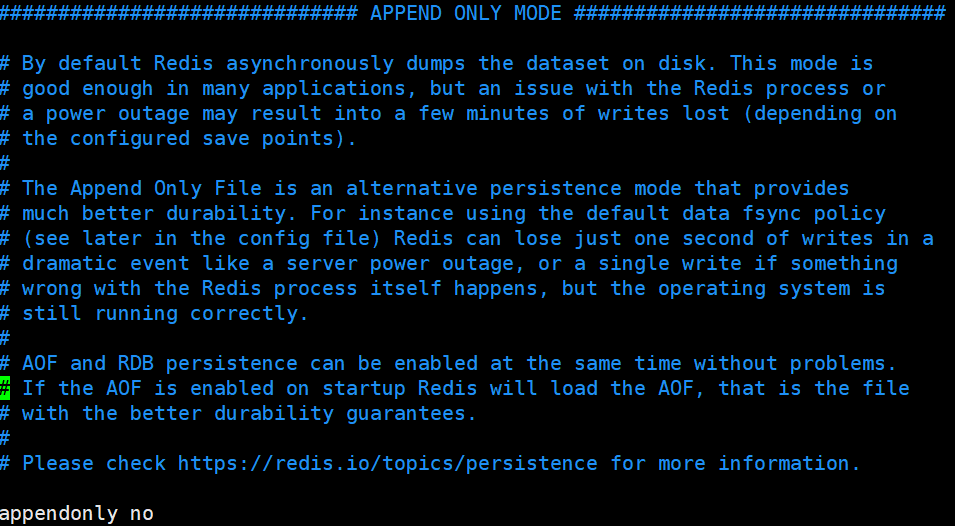 ############################## APPEND ONLY MODE ###############################
# By default Redis asynchronously dumps the dataset on disk. This mode is
# good enough in many applications, but an issue with the Redis process or
# a power outage may result into a few minutes of writes lost (depending on
# the configured save points).
#
# The Append Only File is an alternative persistence mode that provides
# much better durability. For instance using the default data fsync policy
# (see later in the config file) Redis can lose just one second of writes in a
# dramatic event like a server power outage, or a single write if something
# wrong with the Redis process itself happens, but the operating system is
# still running correctly.
#
# AOF and RDB persistence can be enabled at the same time without problems.
# If the AOF is enabled on startup Redis will load the AOF, that is the file
# with the better durability guarantees.
#
# Please check https://redis.io/topics/persistence for more information.
appendonly no